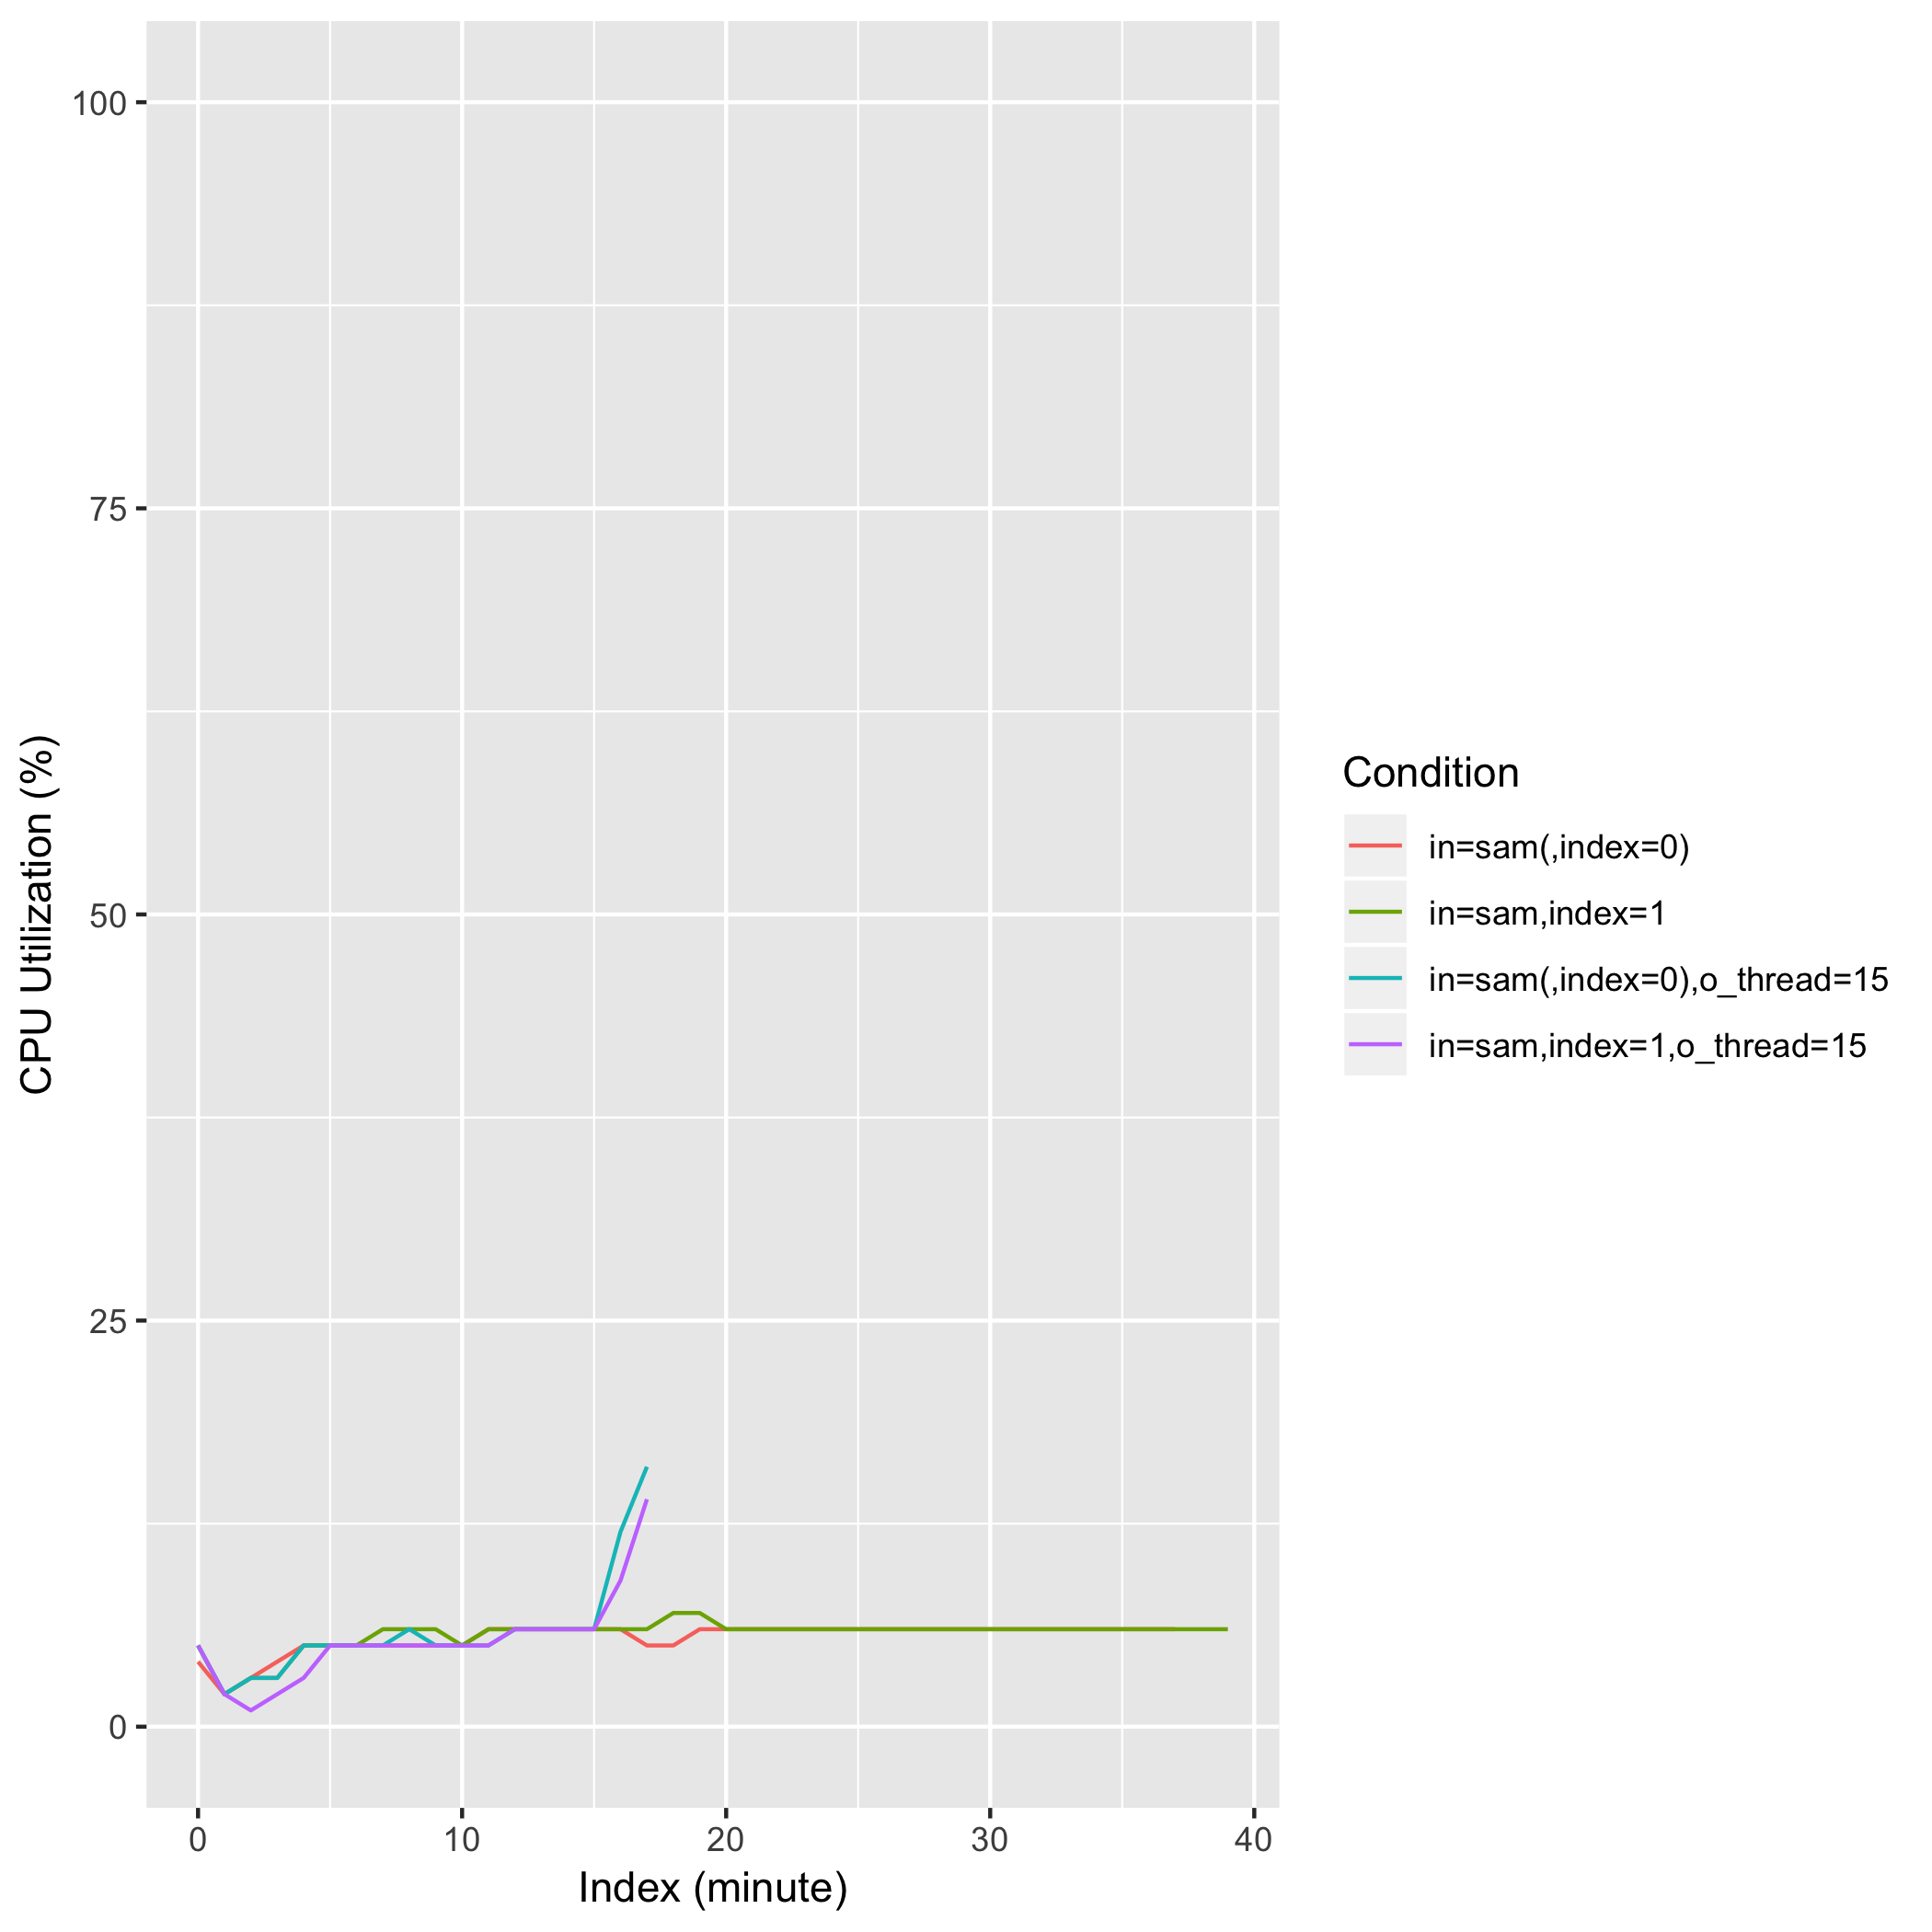 100
75
50
25
0
CPU Utilization (%)
0 10 20 30 40
Index (minute)
Condition
in=sam(,index=0)
in=sam,index=1
in=sam(,index=0),o_thread=15
in=sam,index=1,o_thread=15